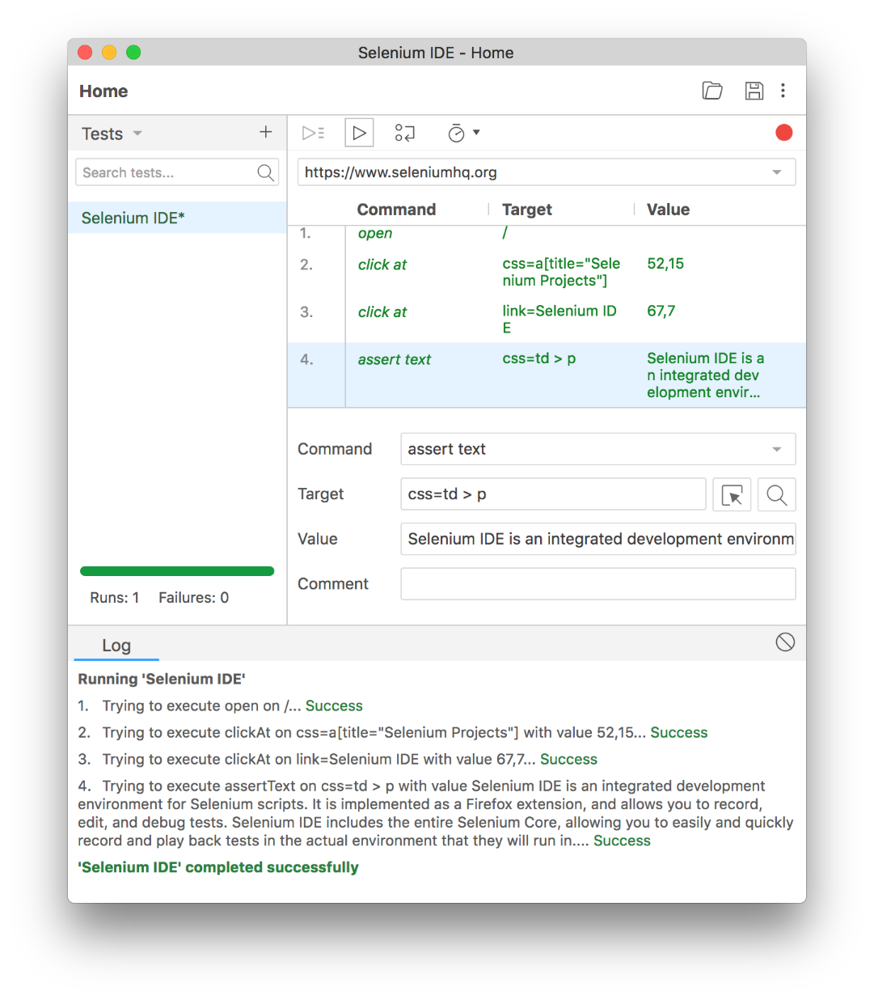 Selenium IDE - Home
Home
Tests
Search tests...
Selenium IDE*
Runs: 1 Failures: 0
https://www.seleniumhq.org
Command Target Value
1. open /
2. click at css=a[title="Sele 52,15
nium Projects"]
3. click at link=Selenium ID 67,7
E
4. assert text css=td > p Selenium IDE is a
n integrated dev
elopment envir...
Command assert text
Target css=td > p
Value Selenium IDE is an integrated development environm
Comment
Log
Running 'Selenium IDE'
1. Trying to execute open on /... Success
2. Trying to execute clickAt on css=a[title="Selenium Projects"] with value 52,15... Success
3. Trying to execute clickAt on link=Selenium IDE with value 67,7... Success
4. Trying to execute assertText on css=td > p with value Selenium IDE is an integrated development
environment for Selenium scripts. It is implemented as a Firefox extension, and allows you to record,
edit, and debug tests. Selenium IDE includes the entire Selenium Core, allowing you to easily and quickly
record and play back tests in the actual environment that they will run in.... Success
'Selenium IDE' completed successfully